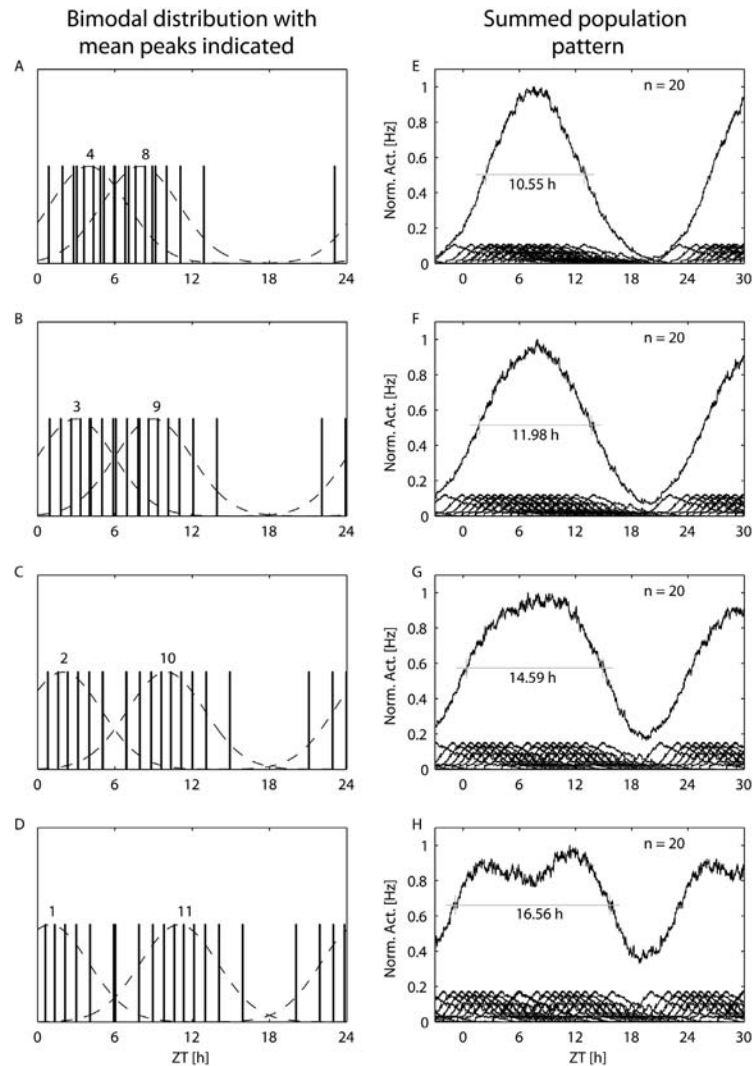 Bimodal distribution with
mean peaks indicated
Summed population
pattern
A
4 8
0 6 12 18 24
E
n = 20
Norm. Act. [Hz]
1
0.8
0.6
0.4
0.2
0
10.55 h
0 6 12 18 24 30
B
3 9
0 6 12 18 24
F
n = 20
Norm. Act. [Hz]
1
0.8
0.6
0.4
0.2
0
11.98 h
0 6 12 18 24 30
C
2 10
0 6 12 18 24
G
n = 20
Norm. Act. [Hz]
1
0.8
0.6
0.4
0.2
0
14.59 h
0 6 12 18 24 30
D
1 11
0 6 12 18 24
ZT [h]
H
n = 20
Norm. Act. [Hz]
1
0.8
0.6
0.4
0.2
0
16.56 h
0 6 12 18 24 30
ZT [h]